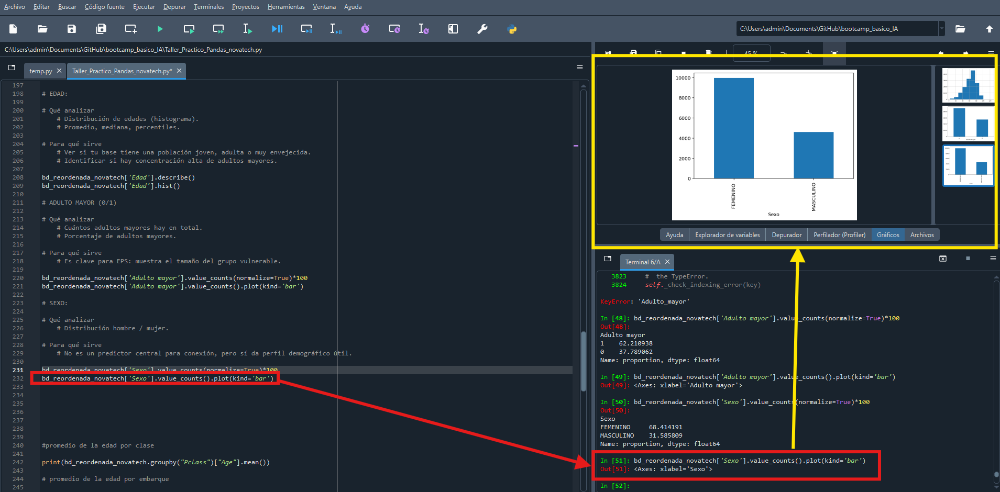 Archivo Editar Buscar Código fuente Ejecutar Depurar Terminales Proyectos Herramientas Ventana Ayuda
C:\Users\admin\Documents\GitHub\bootcamp_basico_IA
C:\Users\admin\Documents\GitHub\bootcamp_basico_IA\Taller_Practico_Pandas_novatech.py
temp.py
Taller_Practico_Pandas_novatech.py*
197
198 # EDAD:
199
200 # Qué analizar
201 # Distribución de edades (histograma).
202 # Promedio, mediana, percentiles.
203
204 # Para qué sirve
205 # Ver si tu base tiene una población joven, adulta o muy envejecida.
206 # Identificar si hay concentración alta de adultos mayores.
207
208 bd_reordenada_novatech['Edad'].describe()
209 bd_reordenada_novatech['Edad'].hist()
210
211 # ADULTO MAYOR (0/1)
212
213 # Qué analizar
214 # Cuántos adultos mayores hay en total.
215 # Porcentaje de adultos mayores.
216
217 # Para qué sirve
218 # Es clave para EPS: muestra el tamaño del grupo vulnerable.
219
220 bd_reordenada_novatech['Adulto mayor'].value_counts(normalize=True)*100
221 bd_reordenada_novatech['Adulto mayor'].value_counts().plot(kind='bar')
222
223 # SEXO:
224
225 # Qué analizar
226 # Distribución hombre / mujer.
227
228 # Para qué sirve
229 # No es un predictor central para conexión, pero sí da perfil demográfico útil.
230
231 bd_reordenada_novatech['Sexo'].value_counts(normalize=True)*100
232 bd_reordenada_novatech['Sexo'].value_counts().plot(kind='bar')
233
234
235
236
237
238
239
240 #promedio de la edad por clase
241
242 print(bd_reordenada_novatech.groupby("Pclass")["Age"].mean())
243
244 # promedio de la edad por embarque
245
45 %
10000
8000
6000
4000
2000
0
FEMENINO
MASCULINO
Sexo
Ayuda Explorador de variables Depurador Perfilador (Profiler) Gráficos Archivos
Terminal 6/A
3823 # the TypeError.
3824 self._check_indexing_error(key)
KeyError: 'Adulto_mayor'
In [48]: bd_reordenada_novatech['Adulto mayor'].value_counts(normalize=True)*100
Out[48]:
Adulto mayor
1 62.210938
0 37.789062
Name: proportion, dtype: float64
In [49]: bd_reordenada_novatech['Adulto mayor'].value_counts().plot(kind='bar')
Out[49]: <Axes: xlabel='Adulto mayor'>
In [50]: bd_reordenada_novatech['Sexo'].value_counts(normalize=True)*100
Out[50]:
Sexo
FEMENINO 68.414191
MASCULINO 31.585809
Name: proportion, dtype: float64
In [51]: bd_reordenada_novatech['Sexo'].value_counts().plot(kind='bar')
Out[51]: <Axes: xlabel='Sexo'>
In [52]: